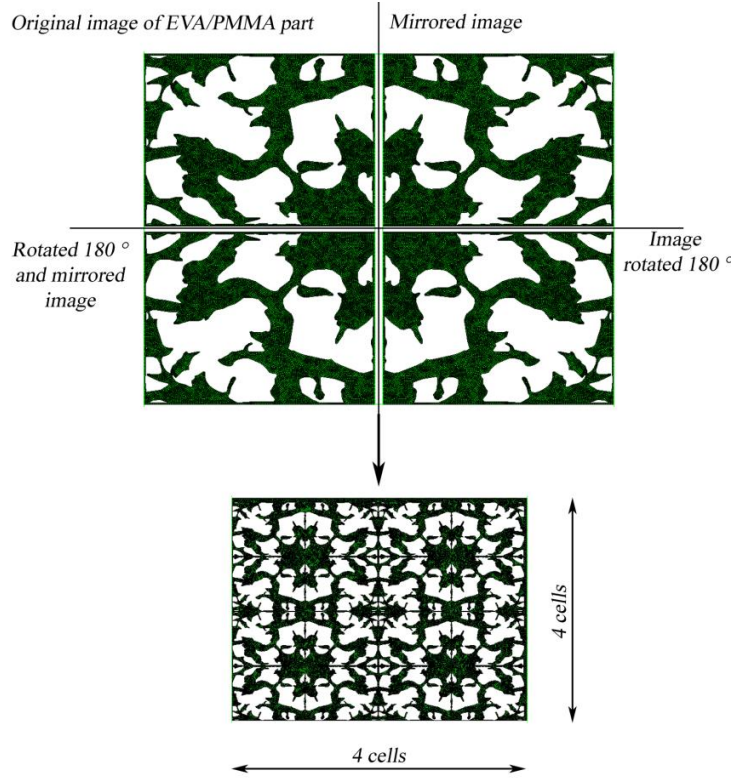 Original image of EVA/PMMA part
Mirrored image
Rotated 180 °
and mirrored
image
Image
rotated 180 °
4 cells
4 cells